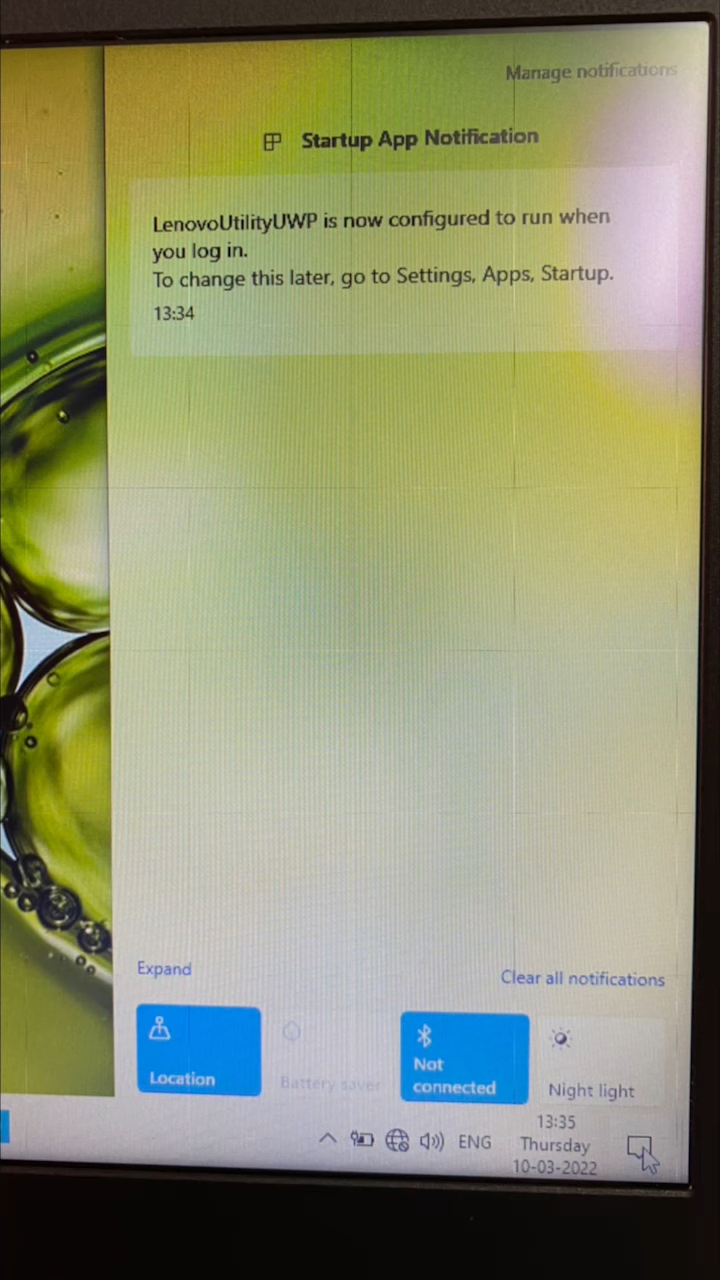 Manage notifications
Startup App Notification
LenovoUtilityUWP is now configured to run when
you log in.
To change this later, go to Settings, Apps, Startup.
13:34
Expand
Clear all notifications
Location
Battery saver
Not
connected
Night light
ENG
13:35
Thursday
10-03-2022